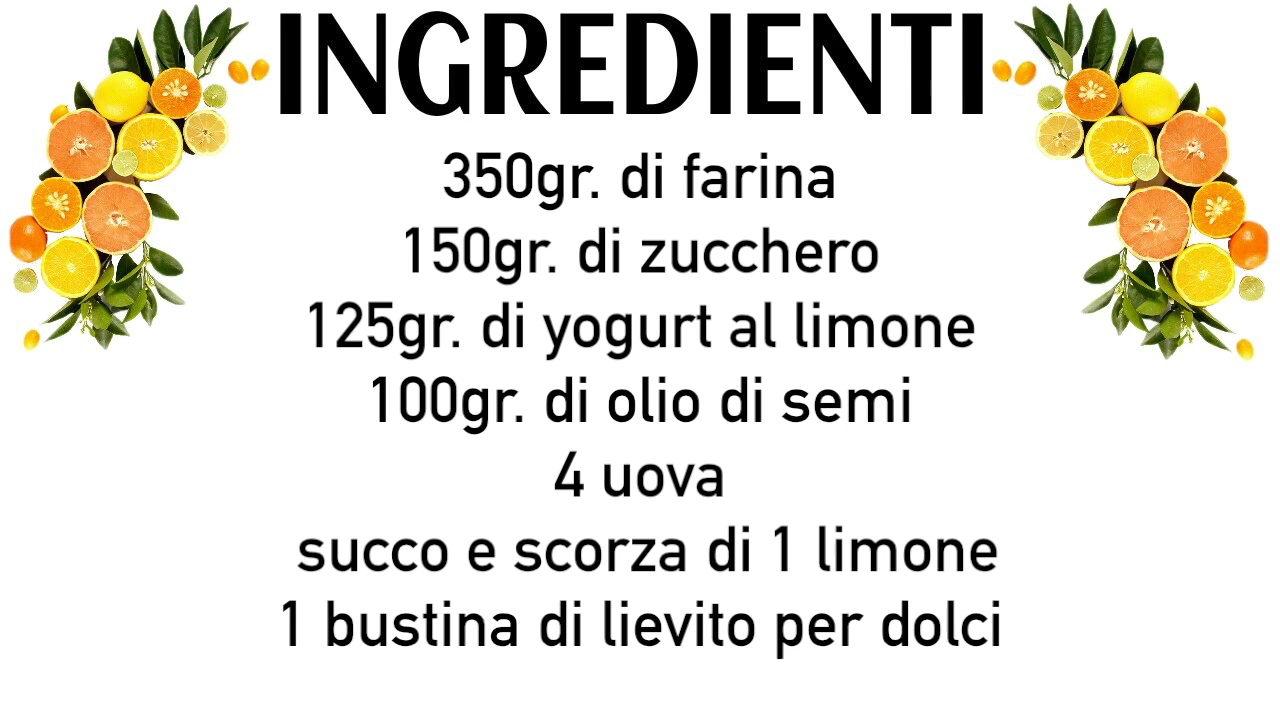 INGREDIENTI
350gr. di farina
150gr. di zucchero
125gr. di yogurt al limone
100gr. di olio di semi
4 uova
succo e scorza di 1 limone
1 bustina di lievito per dolci